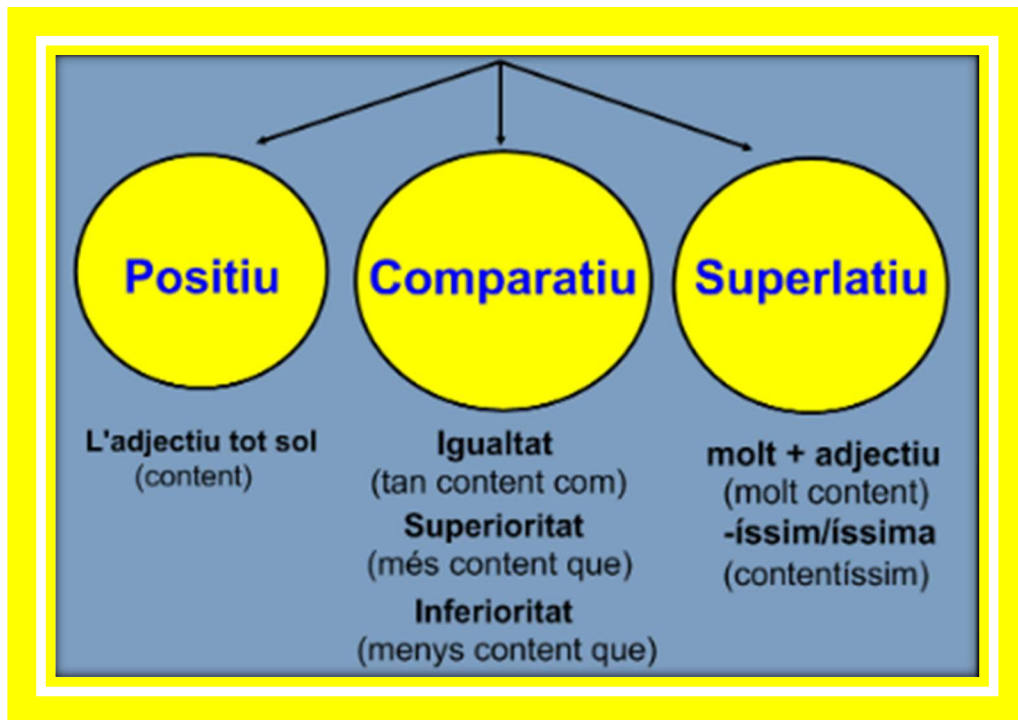 Positiu
L'adjectiu tot sol
(content)
Comparatiu
Igualtat
(tan content com)
Superioritat
(més content que)
Inferioritat
(menys content que)
Superlatiu
molt + adjectiu
(molt content)
-íssim/íssima
(contentíssim)